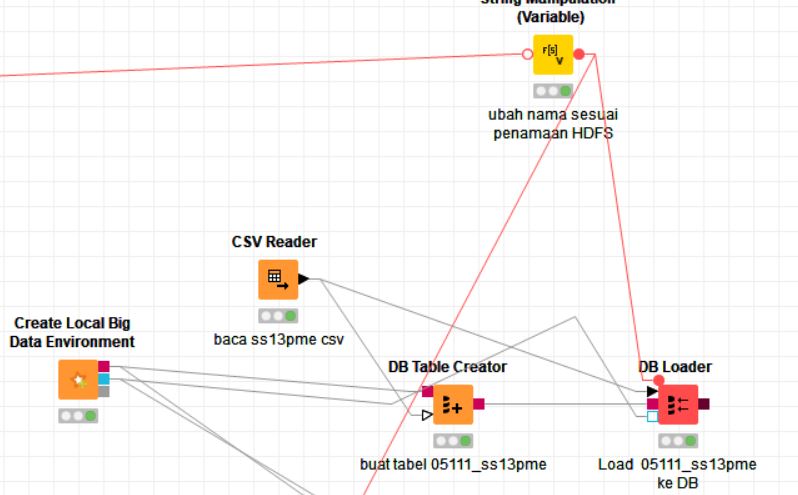 String Manipulation
(Variable)
ubah nama sesuai
penamaan HDFS
CSV Reader
baca ss13pme csv
Create Local Big
Data Environment
DB Table Creator
buat tabel 05111_ss13pme
DB Loader
Load 05111_ss13pme
ke DB